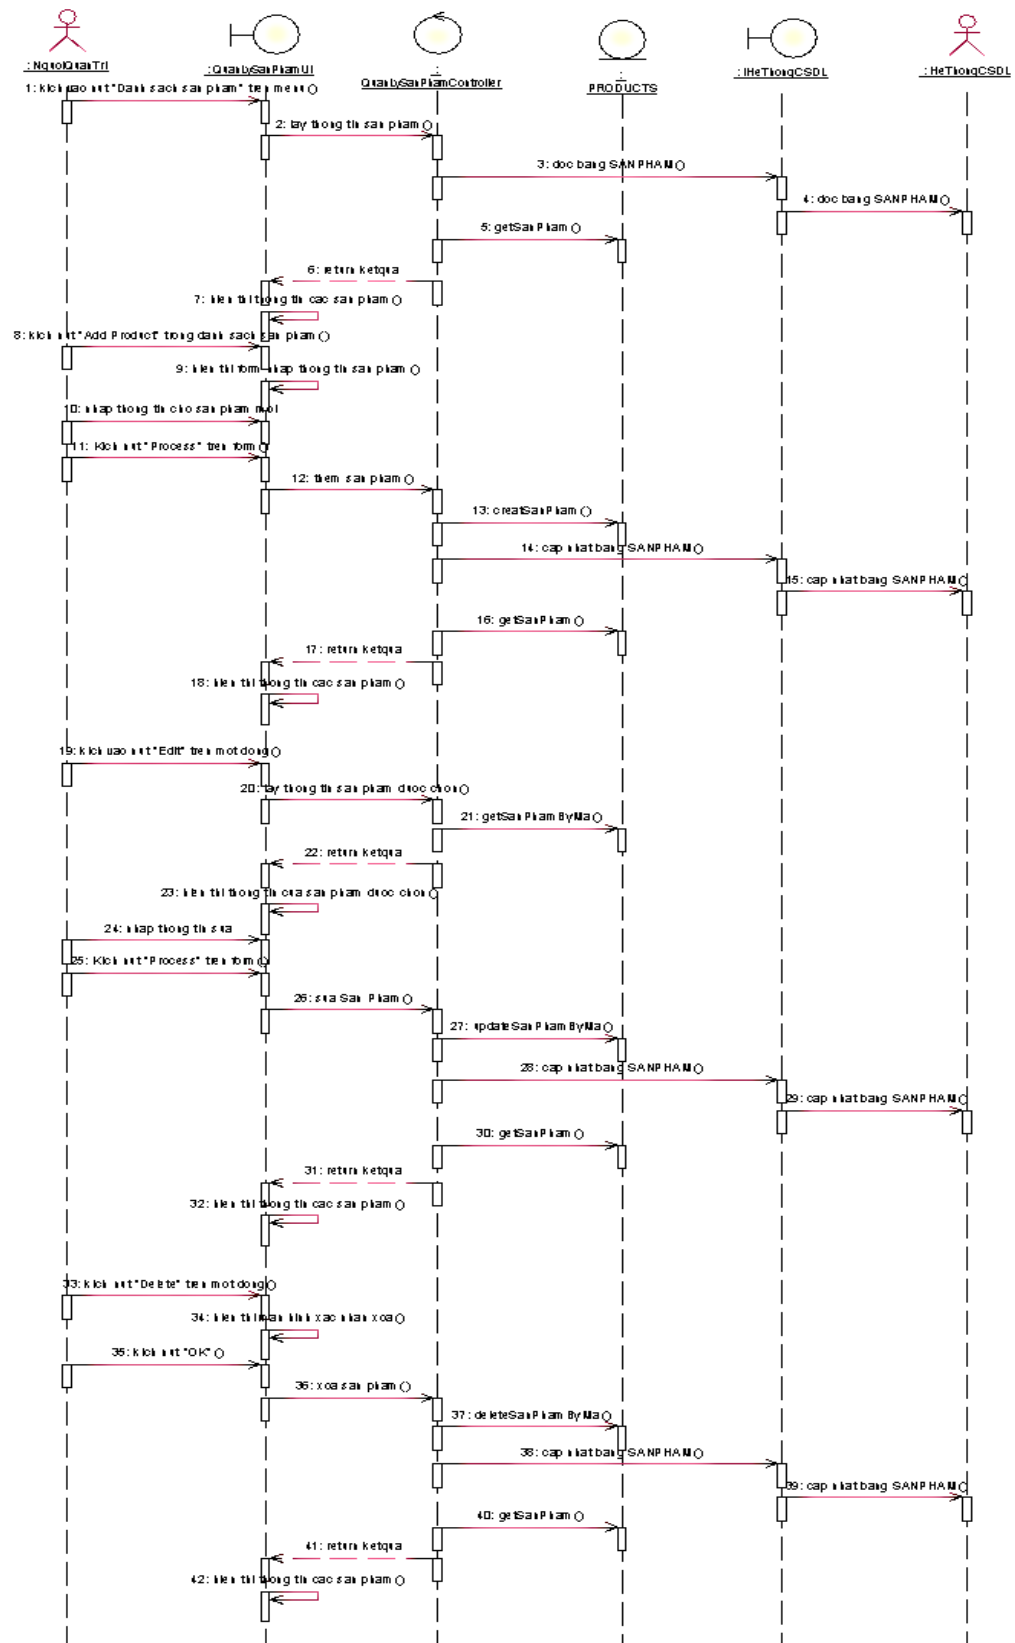 : NguoiQuanTri
: QuanlySanPhamUI
:
QuanlySanPhamController
:
PRODUCTS
: IHeThongCSDL
: HeThongCSDL
1: kich vao nut "Danh sach san pham" tren menu()
2: lay thong tin san pham()
3: doc bang SANPHAM()
4: doc bang SANPHAM()
5: getSanPham()
6: return ketqua
7: hien thi thong tin cac san pham()
8: kich nut "Add Product" trong danh sach san pham()
9: hien thi form nhap thong tin san pham()
10: nhap thong tin cho san pham moi
11: Kich nut "Process" tren form()
12: them san pham()
13: creatSanPham()
14: cap nhat bang SANPHAM()
15: cap nhat bang SANPHAM()
16: getSanPham()
17: return ketqua
18: hien thi thong tin cac san pham()
19: kich vao nut "Edit" tren mot dong()
20: lay thong tin san pham duoc chon()
21: getSanPhamByMa()
22: return ketqua
23: hien thi thong tin cua san pham duoc chon()
24: nhap thong tin sua
25: Kich nut "Process" tren form()
26: sua San Pham()
27: updateSanPhamByMa()
28: cap nhat bang SANPHAM()
29: cap nhat bang SANPHAM()
30: getSanPham()
31: return ketqua
32: hien thi thong tin cac san pham()
33: kich nut "Delete" tren mot dong()
34: hien thi man hinh xac nhan xoa()
35: kich nut "OK"()
36: xoa san pham()
37: deleteSanPhamByMa()
38: cap nhat bang SANPHAM()
39: cap nhat bang SANPHAM()
40: getSanPham()
41: return ketqua
42: hien thi thong tin cac san pham()